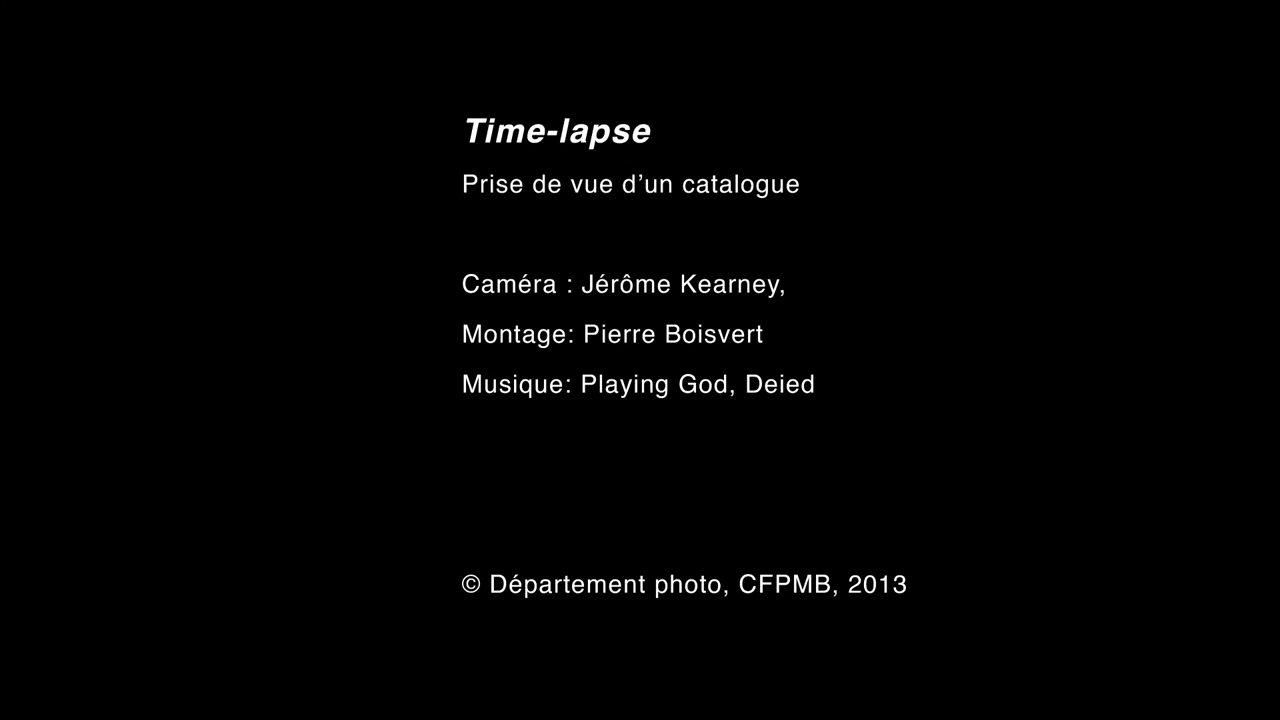 Time-lapse
Prise de vue d’un catalogue
Caméra : Jérôme Kearney,
Montage: Pierre Boisvert
Musique: Playing God, Deied
© Département photo, CFPMB, 2013